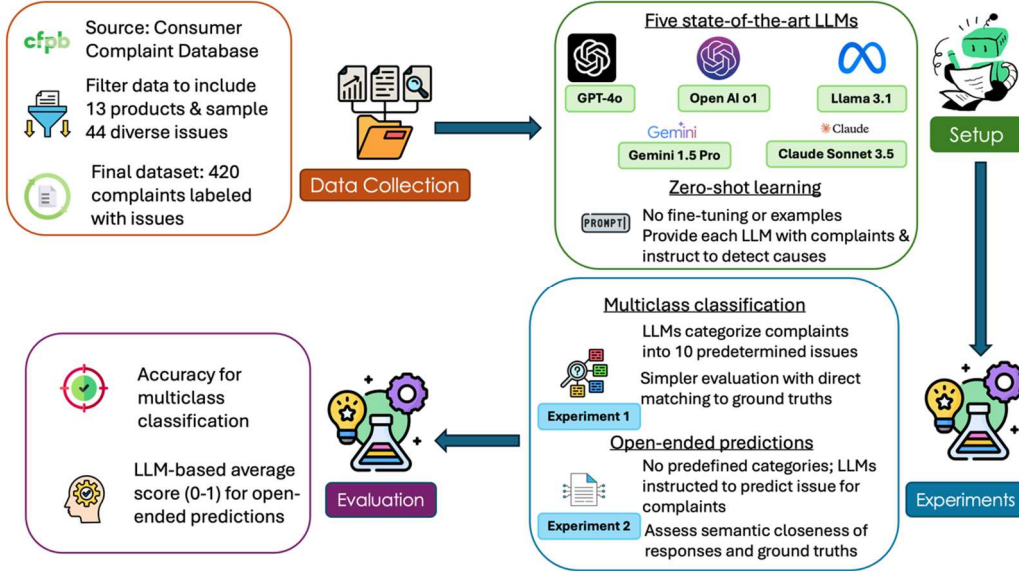 cfpb
Source: Consumer
Complaint Database
Filter data to include
13 products & sample
44 diverse issues
Final dataset: 420
complaints labeled
with issues
Data Collection
Five state-of-the-art LLMs
GPT-4o
Open AI o1
Llama 3.1
Gemini
Gemini 1.5 Pro
Claude
Claude Sonnet 3.5
Zero-shot learning
PROMPT
No fine-tuning or examples
Provide each LLM with complaints &
instruct to detect causes
Setup
Multiclass classification
LLMs categorize complaints
into 10 predetermined issues
Simpler evaluation with direct
matching to ground truths
Experiment 1
Open-ended predictions
No predefined categories; LLMs
instructed to predict issue for
complaints
Experiment 2
Assess semantic closeness of
responses and ground truths
Experiments
Accuracy for
multiclass
classification
LLM-based average
score (0-1) for open-
ended predictions
Evaluation